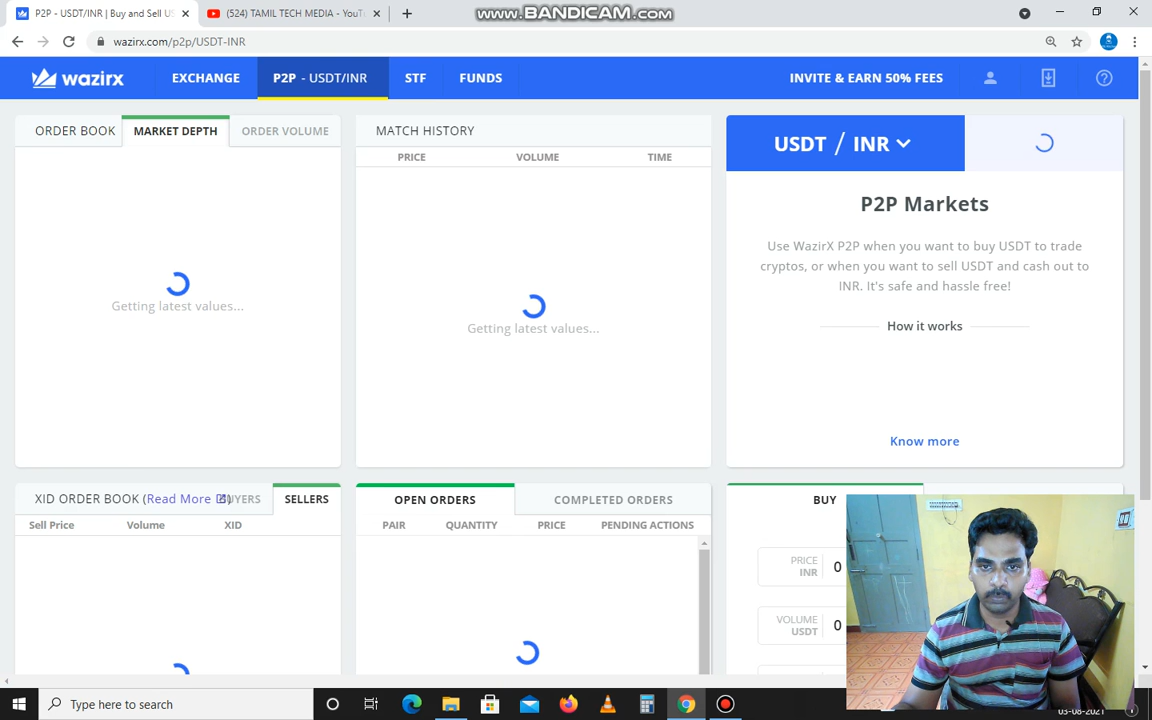 P2P - USDT/INR | Buy and Sell US
(524) TAMIL TECH MEDIA - YouT
www.BANDICAM.com
wazirx.com/p2p/USDT-INR
wazirx
EXCHANGE
P2P - USDT/INR
STF
FUNDS
INVITE & EARN 50% FEES
ORDER BOOK
MARKET DEPTH
ORDER VOLUME
MATCH HISTORY
USDT / INR
PRICE
VOLUME
TIME
P2P Markets
Use WazirX P2P when you want to buy USDT to trade
cryptos, or when you want to sell USDT and cash out to
INR. It's safe and hassle free!
How it works
Getting latest values...
Getting latest values...
Know more
XID ORDER BOOK (Read More)
BUYERS
SELLERS
OPEN ORDERS
COMPLETED ORDERS
BUY
Sell Price
Volume
XID
PAIR
QUANTITY
PRICE
PENDING ACTIONS
PRICE
INR
0
VOLUME
USDT
0
Type here to search
03-08-2021